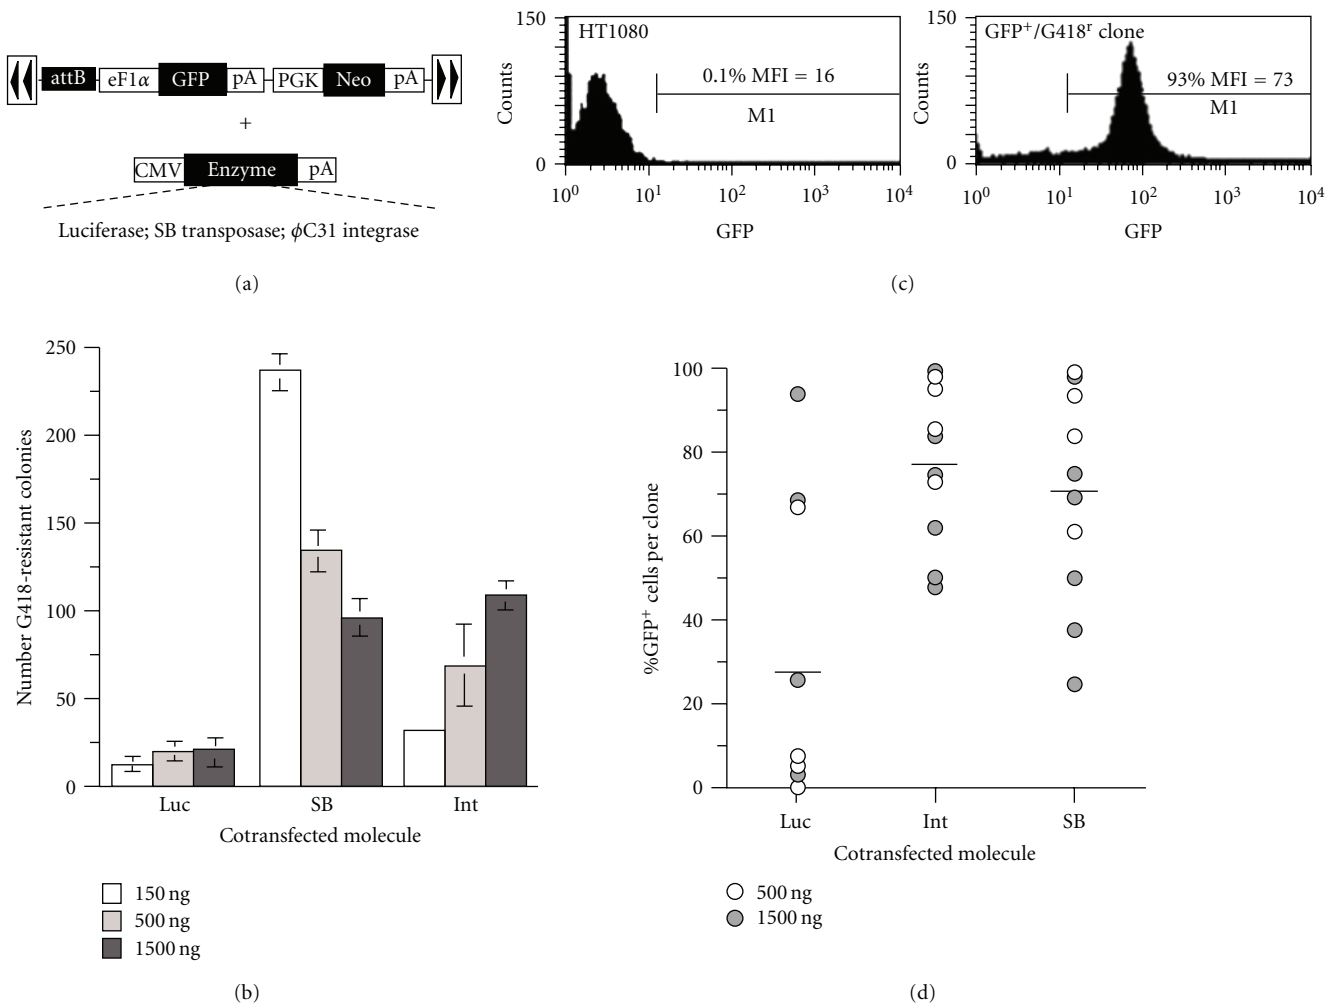 attB eF1α GFP pA PGK Neo pA
+
CMV Enzyme pA
Luciferase; SB transposase; ϕC31 integrase
(a)
150
Counts
0
HT1080
0.1% MFI = 16
M1
10⁰ 10¹ 10² 10³ 10⁴
GFP
150
Counts
0
GFP⁺/G418ʳ clone
93% MFI = 73
M1
10⁰ 10¹ 10² 10³ 10⁴
GFP
(c)
250
200
150
100
50
0
Number G418-resistant colonies
Luc SB Int
Cotransfected molecule
150 ng
500 ng
1500 ng
(b)
100
80
60
40
20
0
%GFP⁺ cells per clone
Luc Int SB
Cotransfected molecule
500 ng
1500 ng
(d)